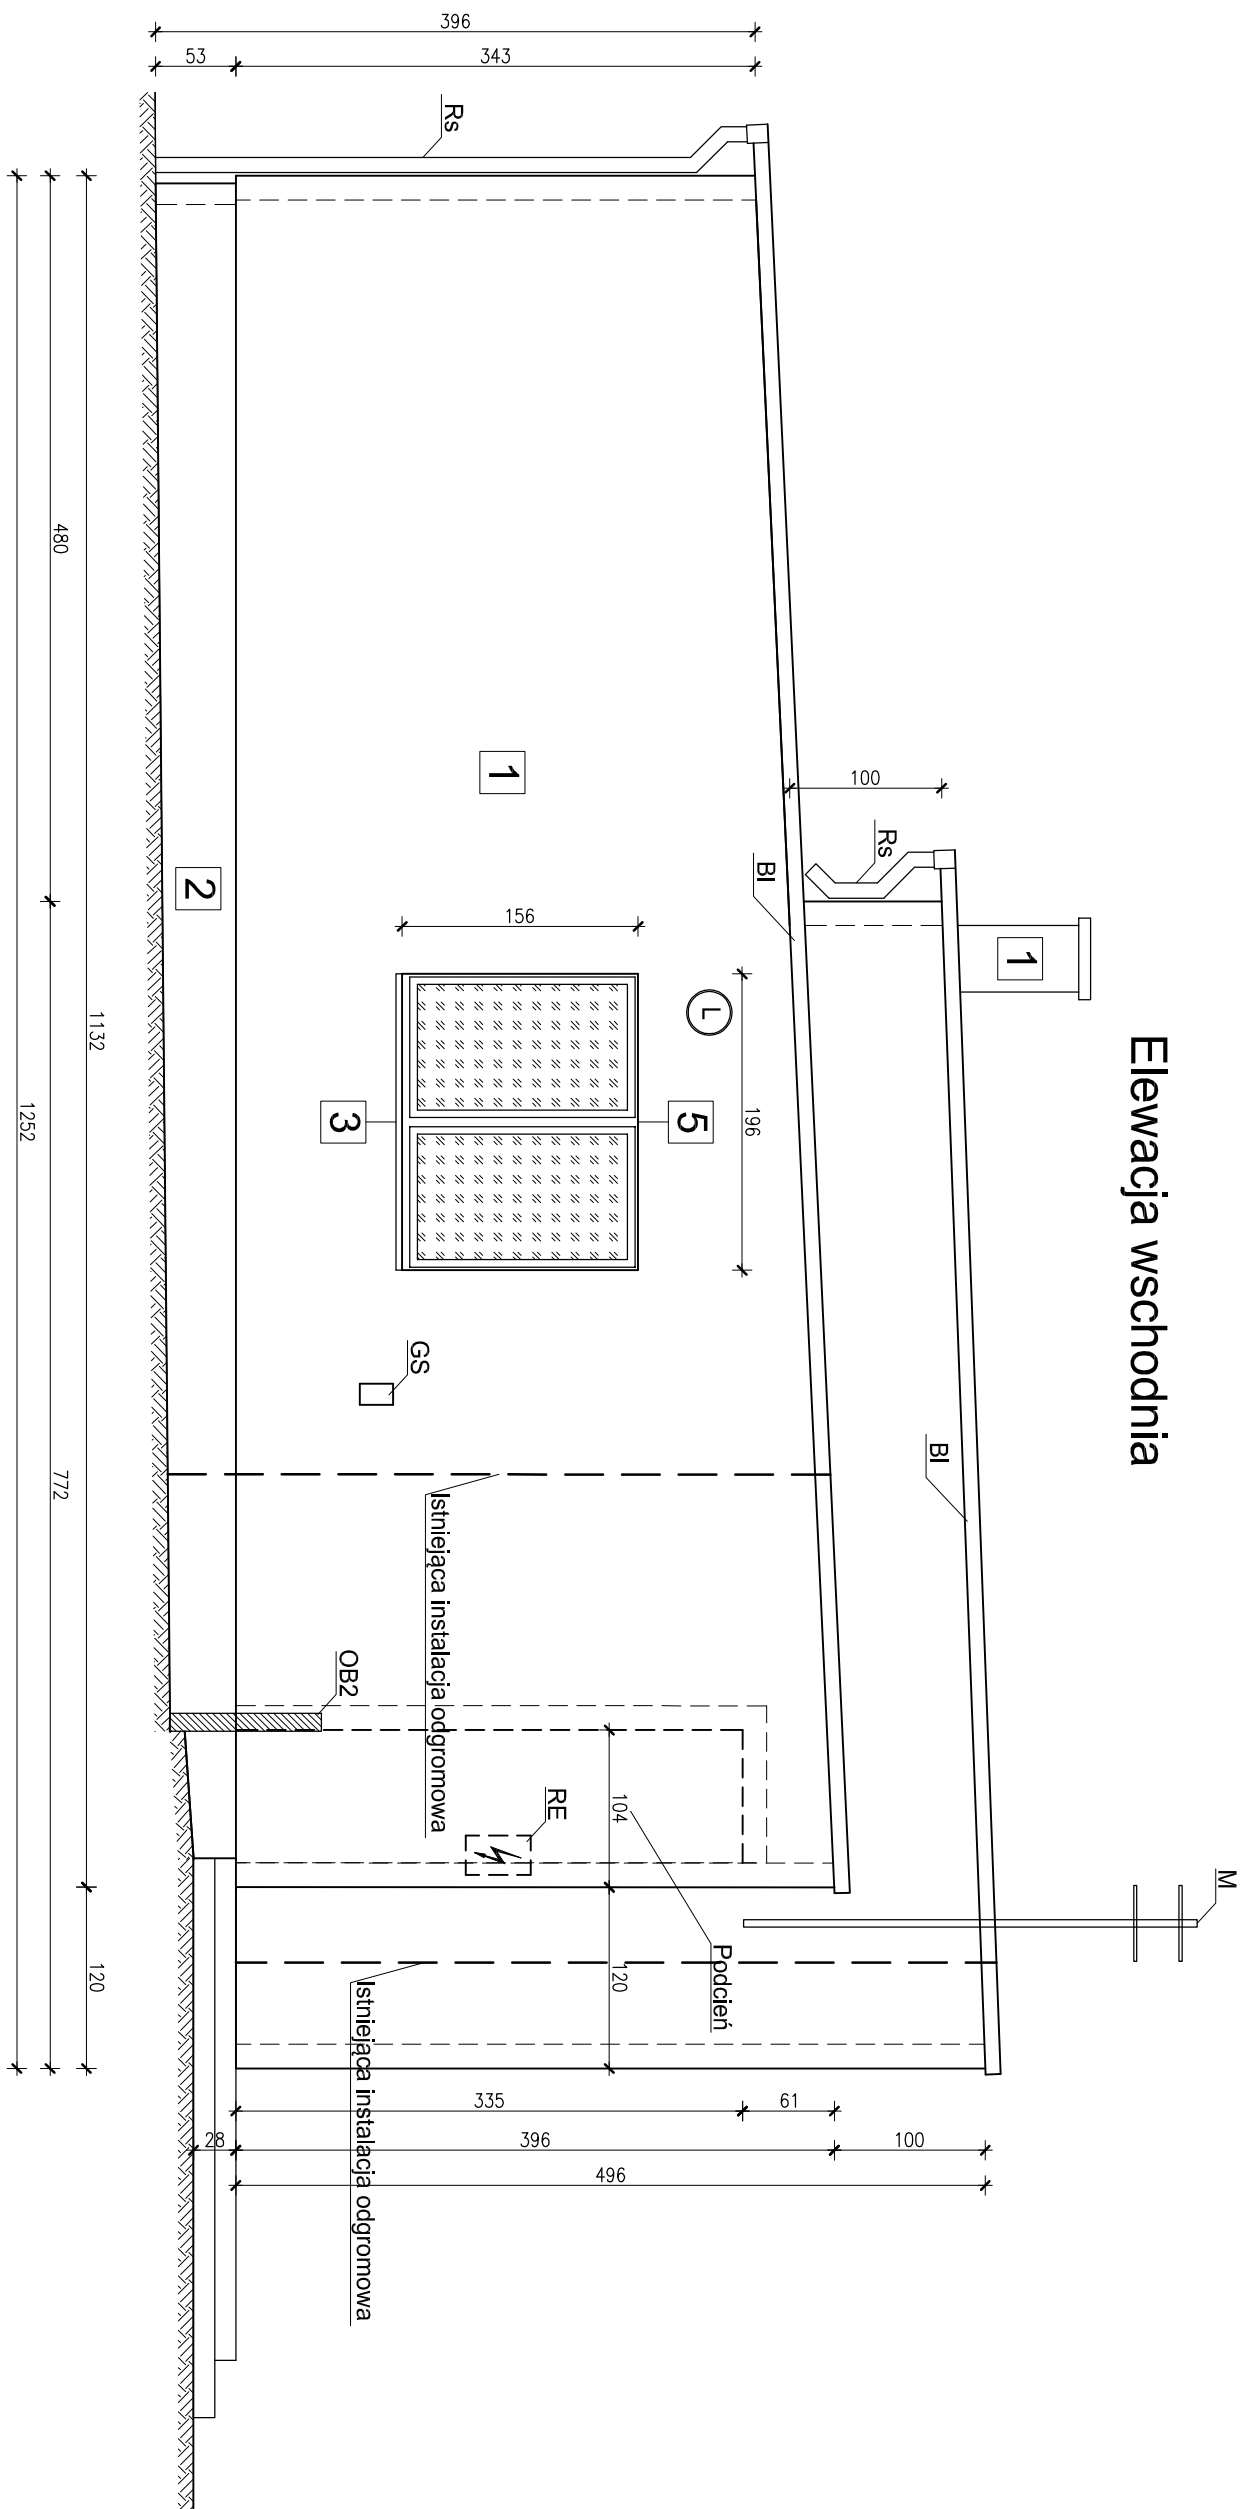 Elewacja wschodnia
M
Rs
Rs
Bl
Bl
100
1
1
L
196
156
5
3
2
GS
Istniejąca instalacja odgromowa
OB2
RE
104
120
Podcień
Istniejąca instalacja odgromowa
396
53
343
335
61
28
396
100
496
1132
120
480
772
1252